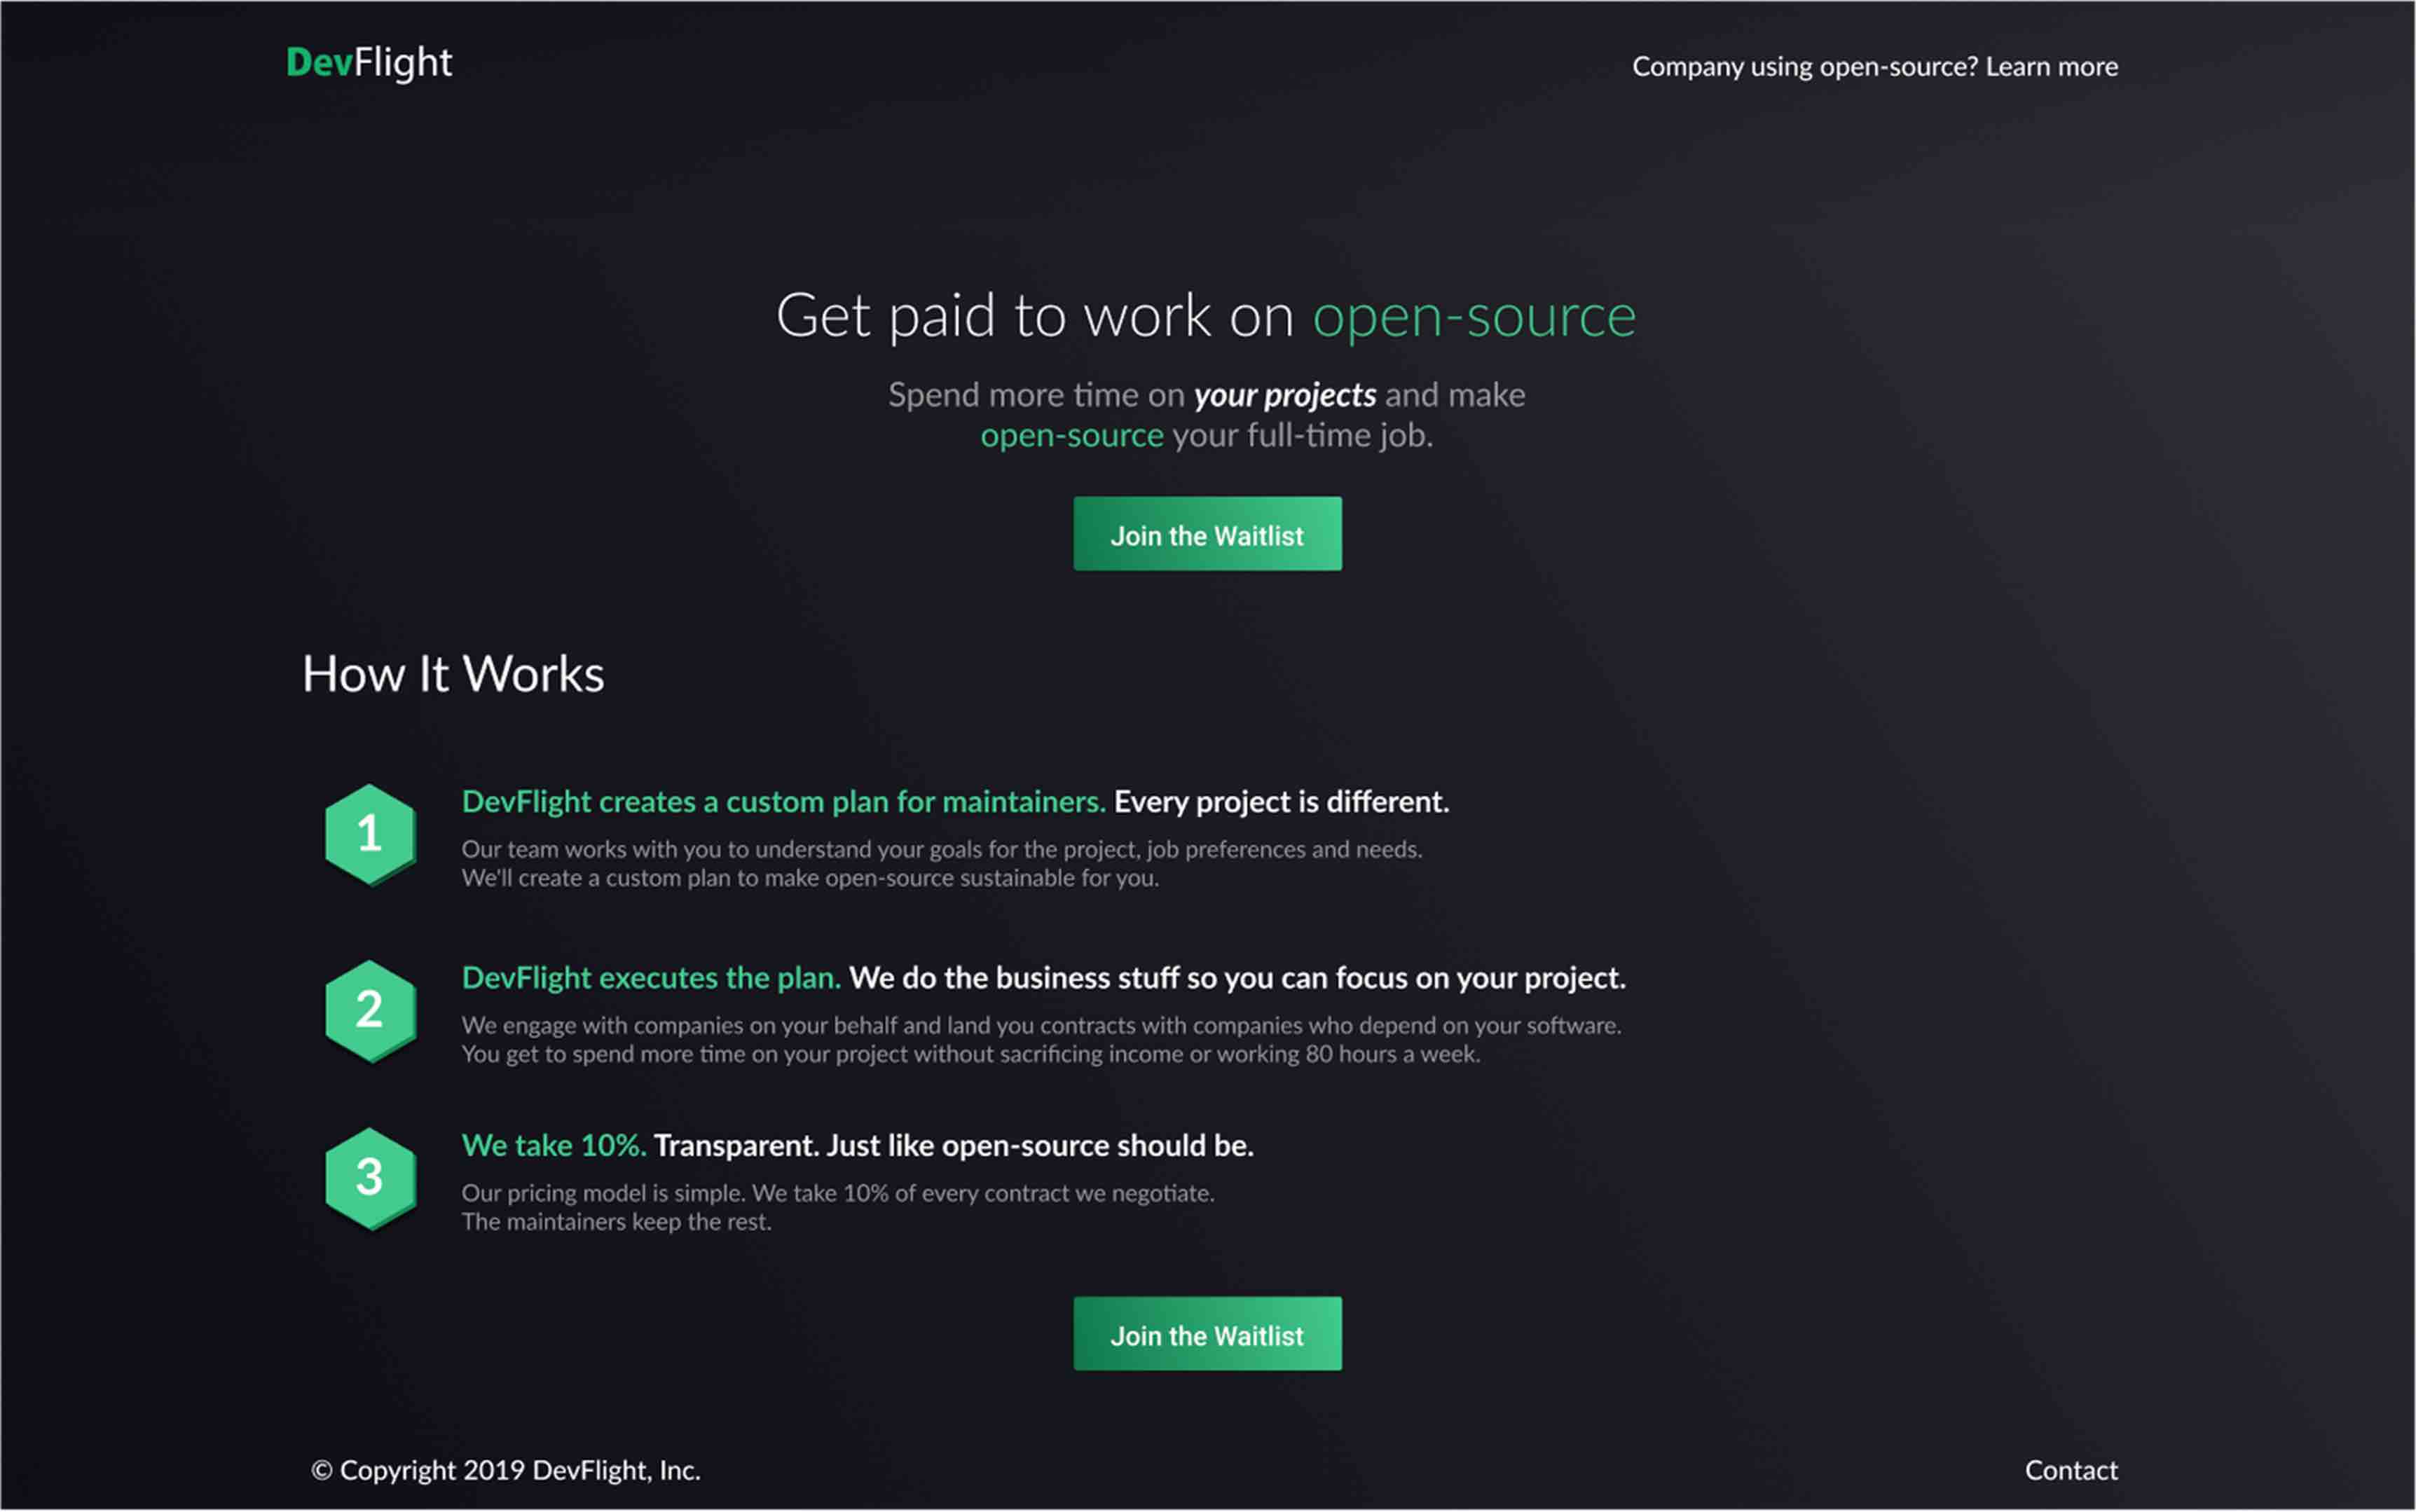 DevFlight
Company using open-source? Learn more
Get paid to work on open-source
Spend more time on your projects and make
open-source your full-time job.
Join the Waitlist
How It Works
1
DevFlight creates a custom plan for maintainers. Every project is different.
Our team works with you to understand your goals for the project, job preferences and needs.
We'll create a custom plan to make open-source sustainable for you.
2
DevFlight executes the plan. We do the business stuff so you can focus on your project.
We engage with companies on your behalf and land you contracts with companies who depend on your software.
You get to spend more time on your project without sacrificing income or working 80 hours a week.
3
We take 10%. Transparent. Just like open-source should be.
Our pricing model is simple. We take 10% of every contract we negotiate.
The maintainers keep the rest.
Join the Waitlist
© Copyright 2019 DevFlight, Inc.
Contact